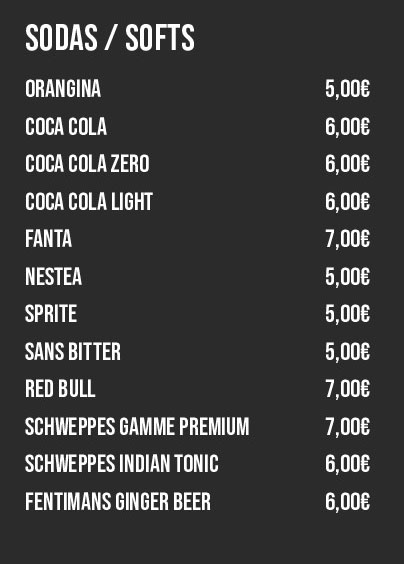 SODAS / SOFTS
ORANGINA 5,00€
COCA COLA 6,00€
COCA COLA ZERO 6,00€
COCA COLA LIGHT 6,00€
FANTA 7,00€
NESTEA 5,00€
SPRITE 5,00€
SANS BITTER 5,00€
RED BULL 7,00€
SCHWEPPES GAMME PREMIUM 7,00€
SCHWEPPES INDIAN TONIC 6,00€
FENTIMANS GINGER BEER 6,00€